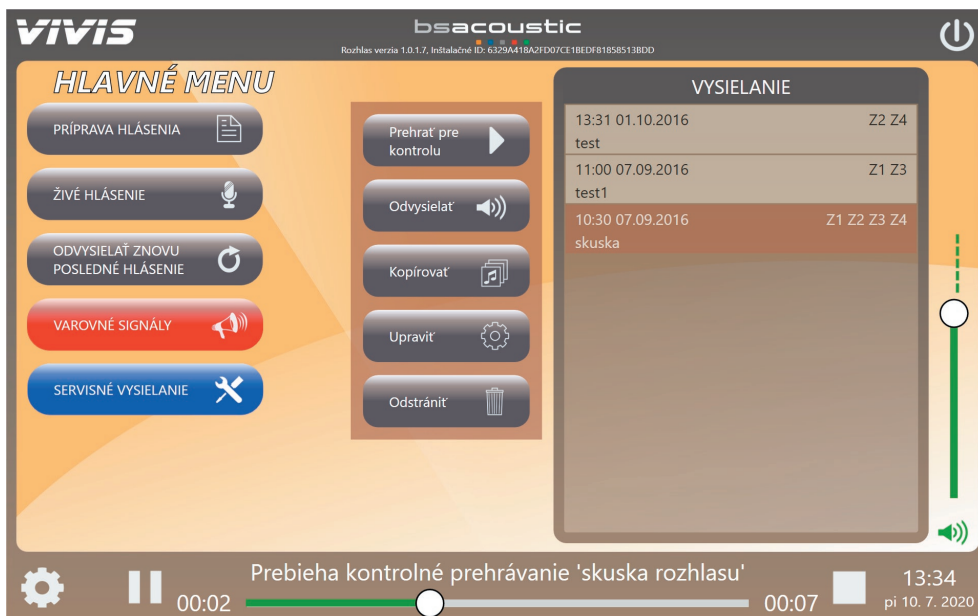 VIVIS
bsacoustic
Rozhlas verzia 1.0.1.7, Inštalačné ID: 6329A418A2FD07CE1BEDF81858513BDD
HLAVNÉ MENU
PRÍPRAVA HLÁSENIA
ŽIVÉ HLÁSENIE
ODVYSIELAŤ ZNOVU
POSLEDNÉ HLÁSENIE
VAROVNÉ SIGNÁLY
SERVISNÉ VYSIELANIE
Prehrať pre
kontrolu
Odvysielať
Kopírovať
Upraviť
Odstrániť
VYSIELANIE
13:31 01.10.2016 Z2 Z4
test
11:00 07.09.2016 Z1 Z3
test1
10:30 07.09.2016 Z1 Z2 Z3 Z4
skuska
Prebieha kontrolné prehrávanie 'skuska rozhlasu'
00:02 00:07
13:34
pi 10. 7. 2020